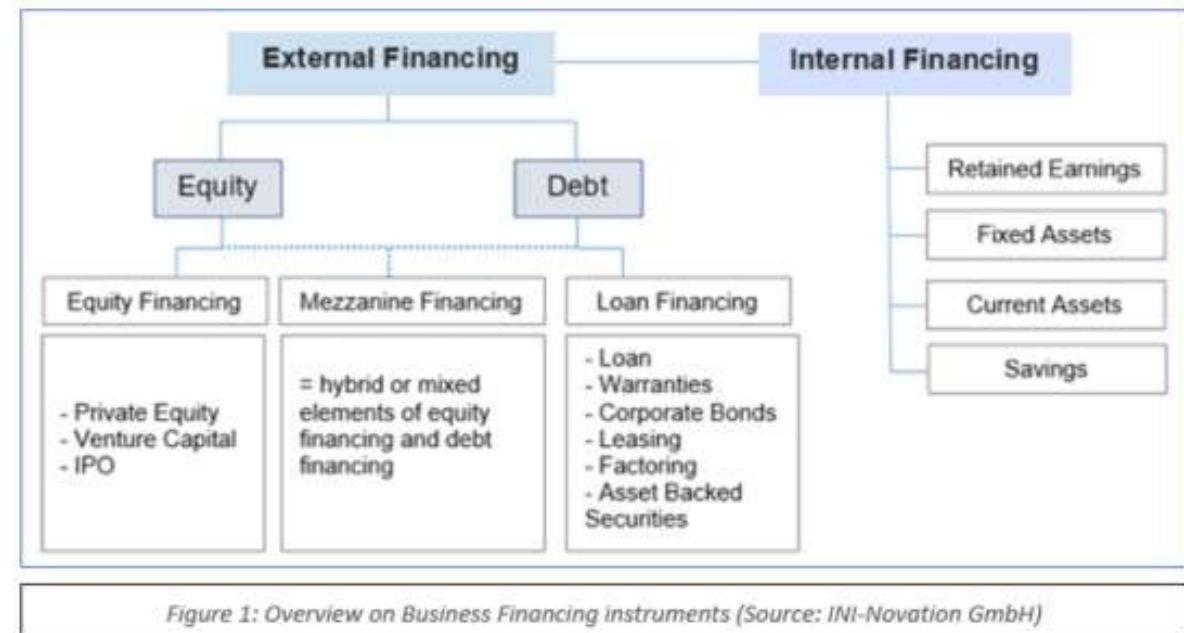 External Financing
Internal Financing
Equity
Debt
Retained Earnings
Fixed Assets
Current Assets
Savings
Equity Financing
Mezzanine Financing
Loan Financing
- Private Equity
- Venture Capital
- IPO
= hybrid or mixed
elements of equity
financing and debt
financing
- Loan
- Warranties
- Corporate Bonds
- Leasing
- Factoring
- Asset Backed
Securities
Figure 1: Overview on Business Financing instruments (Source: INI-Novation GmbH)